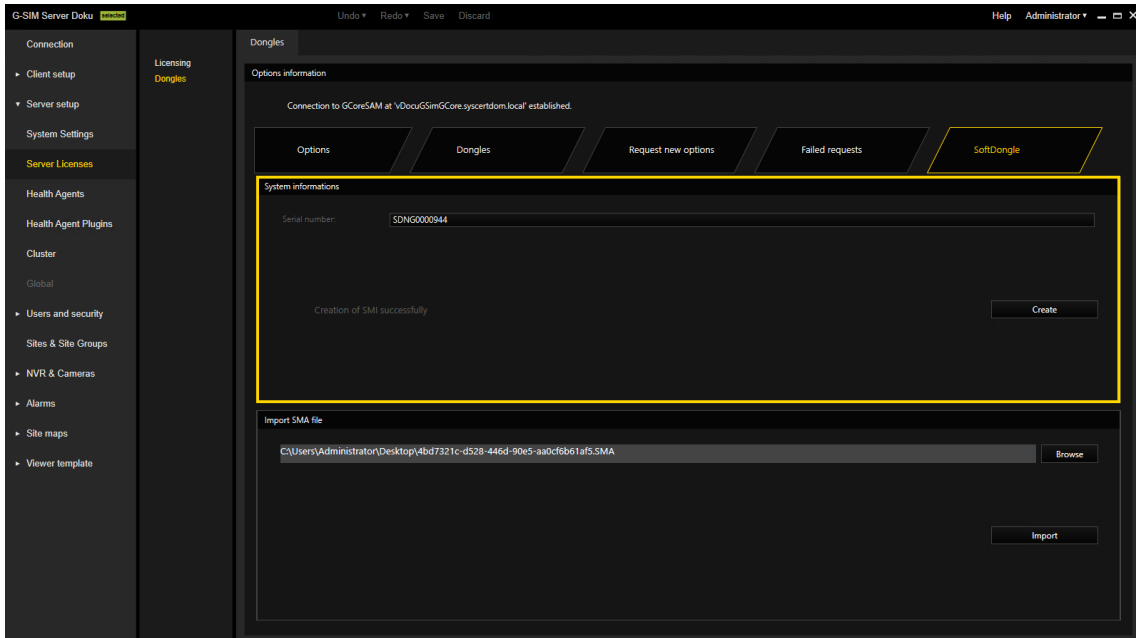 G-SIM Server Doku selected Undo ▾ Redo ▾ Save Discard Help Administrator ▾
Connection
▸ Client setup
▾ Server setup
System Settings
Server Licenses
Health Agents
Health Agent Plugins
Cluster
Global
▸ Users and security
Sites & Site Groups
▸ NVR & Cameras
▸ Alarms
▸ Site maps
▸ Viewer template
Licensing
Dongles
Dongles
Options information
Connection to GCoreSAM at 'vDocuGSimGCore.syscertdom.local' established.
Options Dongles Request new options Failed requests SoftDongle
System informations
Serial number: SDNG0000944
Creation of SMI successfully Create
Import SMA file
C:\Users\Administrator\Desktop\4bd7321c-d528-446d-90e5-aa0cf6b61af5.SMA Browse
Import